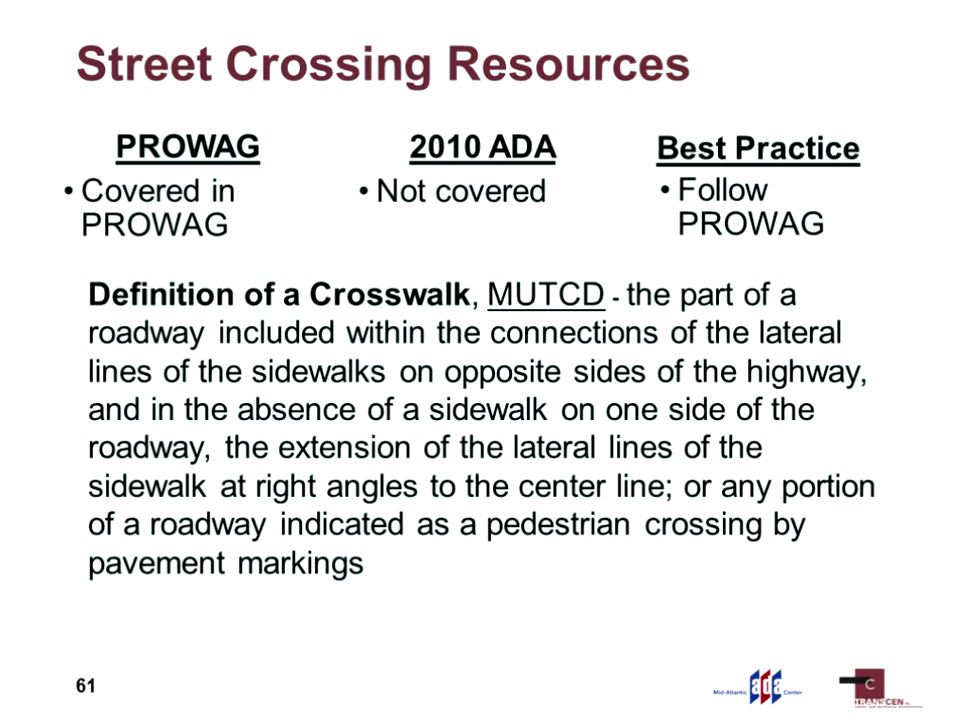 Street Crossing Resources
PROWAG
• Covered in
PROWAG
2010 ADA
• Not covered
Best Practice
• Follow
PROWAG
Definition of a Crosswalk, MUTCD - the part of a
roadway included within the connections of the lateral
lines of the sidewalks on opposite sides of the highway,
and in the absence of a sidewalk on one side of the
roadway, the extension of the lateral lines of the
sidewalk at right angles to the center line; or any portion
of a roadway indicated as a pedestrian crossing by
pavement markings
61
Mid-Atlantic ada Center
C
TRANSCEN